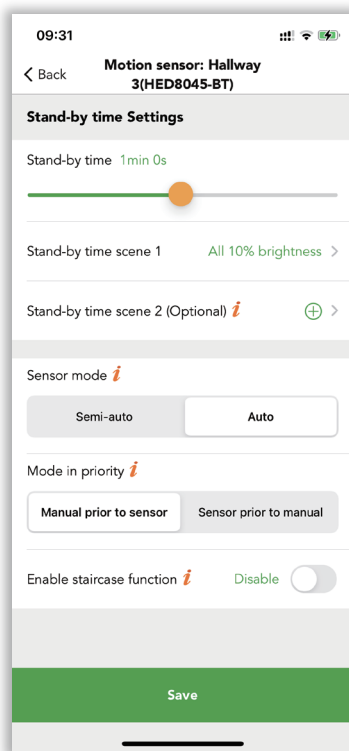 09:31
Back
Motion sensor: Hallway
3(HED8045-BT)
Stand-by time Settings
Stand-by time 1min 0s
Stand-by time scene 1 All 10% brightness
Stand-by time scene 2 (Optional) i
Sensor mode i
Semi-auto Auto
Mode in priority i
Manual prior to sensor Sensor prior to manual
Enable staircase function i Disable
Save